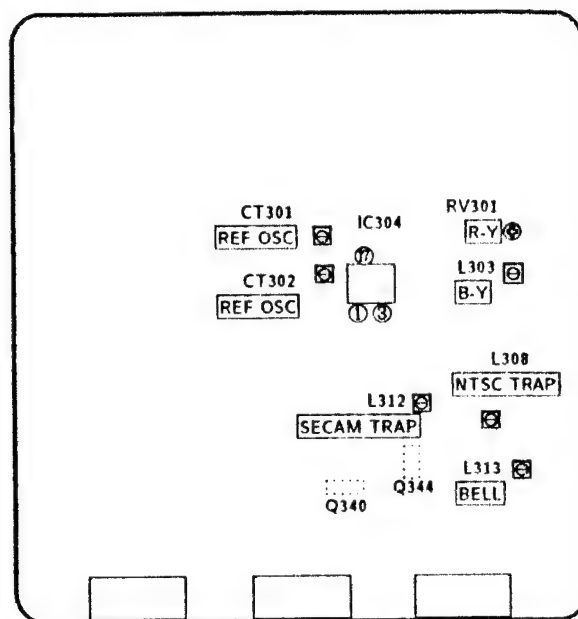 CT301
REF OSC
IC304
RV301
R-Y
17
CT302
REF OSC
L303
B-Y
1 3
L308
NTSC TRAP
L312
SECAM TRAP
Q344
L313
BELL
Q340